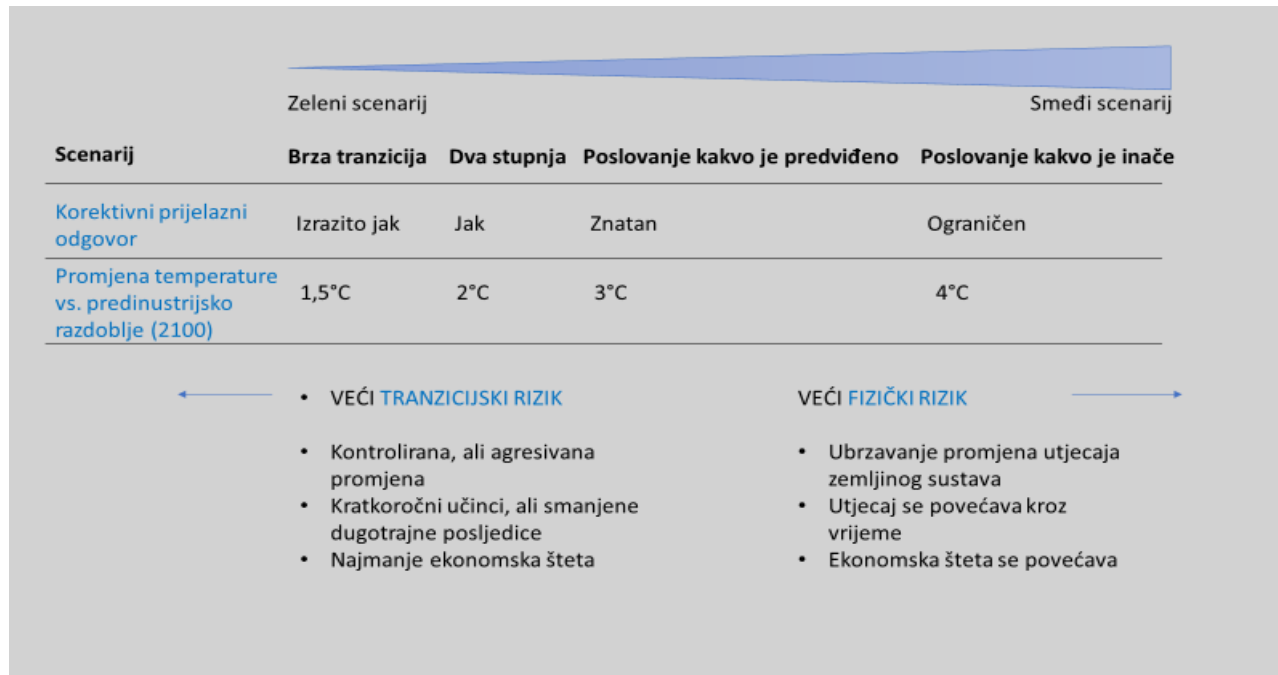 Zeleni scenarij Smeđi scenarij
Scenarij Brza tranzicija Dva stupnja Poslovanje kakvo je predviđeno Poslovanje kakvo je inače
Korektivni prijelazni
odgovor
Izrazito jak Jak Znatan Ograničen
Promjena temperature
vs. predinustrijsko
razdoblje (2100)
1,5°C 2°C 3°C 4°C
• VEĆI TRANZICIJSKI RIZIK
• Kontrolirana, ali agresivana
promjena
• Kratkoročni učinci, ali smanjene
dugotrajne posljedice
• Najmanje ekonomska šteta
VEĆI FIZIČKI RIZIK
• Ubrzavanje promjena utjecaja
zemljinog sustava
• Utjecaj se povećava kroz
vrijeme
• Ekonomska šteta se povećava